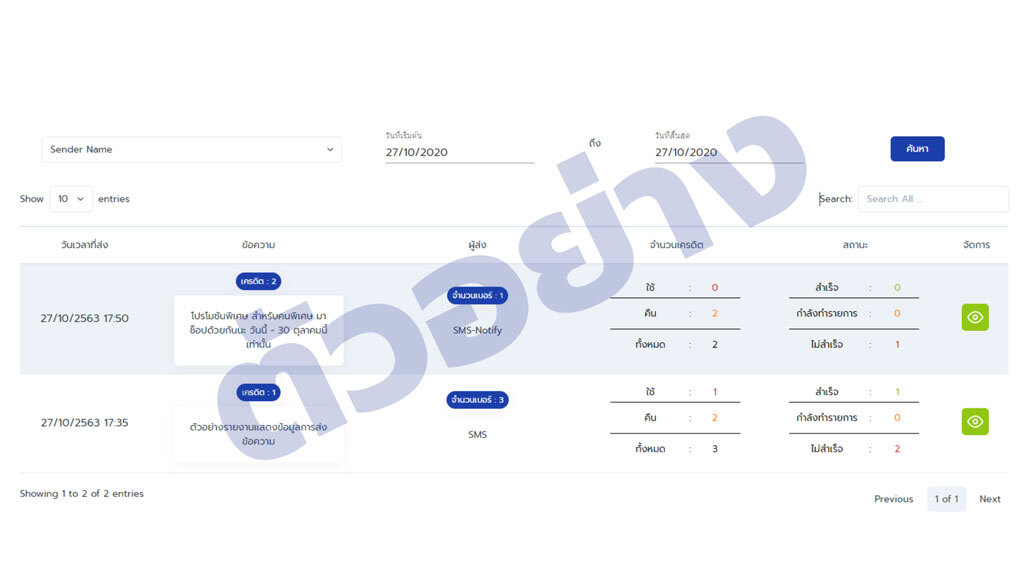 วันที่เริ่มต้น
วันที่สิ้นสุด
Sender Name
27/10/2020
ถึง
27/10/2020
ค้นหา
Show 10 entries
Search: Search All ...
วันเวลาที่ส่ง ข้อความ ผู้ส่ง จำนวนเครดิต สถานะ จัดการ
27/10/2563 17:50
เครดิต : 2
โปรโมชันพิเศษ สำหรับคนพิเศษ มา
ช็อปด้วยกันนะ วันนี้ - 30 ตุลาคมนี้
เท่านั้น
จำนวนเบอร์ : 1
SMS-Notify
ใช้ : 0
คืน : 2
ทั้งหมด : 2
สำเร็จ : 0
กำลังทำรายการ : 0
ไม่สำเร็จ : 1
27/10/2563 17:35
เครดิต : 1
ตัวอย่างรายงานแสดงข้อมูลการส่ง
ข้อความ
จำนวนเบอร์ : 3
SMS
ใช้ : 1
คืน : 2
ทั้งหมด : 3
สำเร็จ : 1
กำลังทำรายการ : 0
ไม่สำเร็จ : 2
ตัวอย่าง
Showing 1 to 2 of 2 entries
Previous 1 of 1 Next